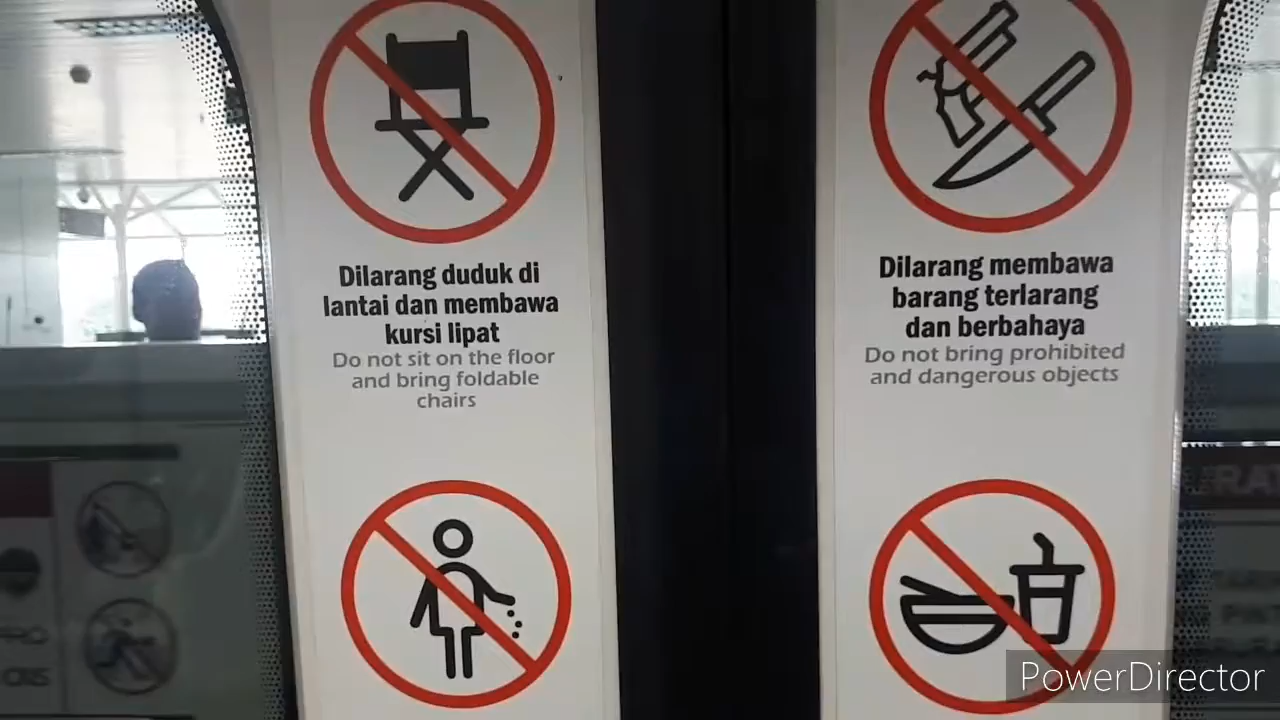 Dilarang duduk di
lantai dan membawa
kursi lipat
Do not sit on the floor
and bring foldable
chairs
Dilarang membawa
barang terlarang
dan berbahaya
Do not bring prohibited
and dangerous objects
PowerDirector